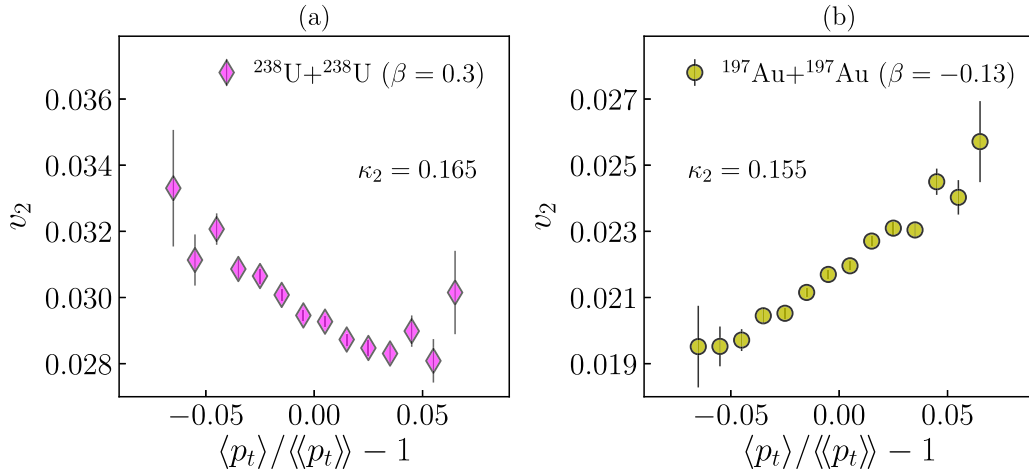 (a)
²³⁸U+²³⁸U (β = 0.3)
κ₂ = 0.165
v₂
0.036
0.034
0.032
0.030
0.028
−0.05
0.00
0.05
⟨pₜ⟩/⟪pₜ⟫ − 1
(b)
¹⁹⁷Au+¹⁹⁷Au (β = −0.13)
κ₂ = 0.155
v₂
0.027
0.025
0.023
0.021
0.019
−0.05
0.00
0.05
⟨pₜ⟩/⟪pₜ⟫ − 1